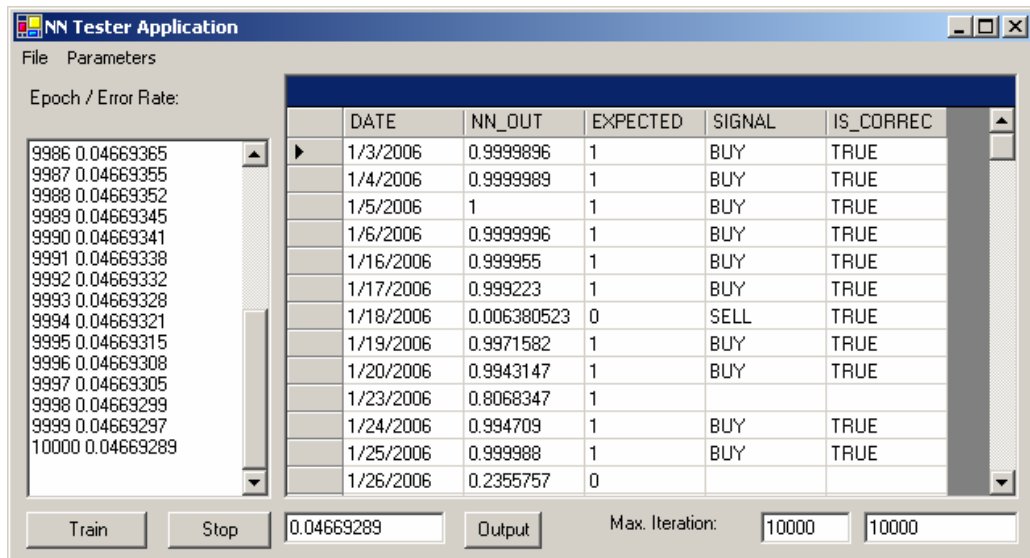 NN Tester Application
File Parameters
Epoch / Error Rate:
9986 0.04669365
9987 0.04669355
9988 0.04669352
9989 0.04669345
9990 0.04669341
9991 0.04669338
9992 0.04669332
9993 0.04669328
9994 0.04669321
9995 0.04669315
9996 0.04669308
9997 0.04669305
9998 0.04669299
9999 0.04669297
10000 0.04669289
DATE NN_OUT EXPECTED SIGNAL IS_CORREC
1/3/2006 0.9999896 1 BUY TRUE
1/4/2006 0.9999989 1 BUY TRUE
1/5/2006 1 1 BUY TRUE
1/6/2006 0.9999996 1 BUY TRUE
1/16/2006 0.999955 1 BUY TRUE
1/17/2006 0.999223 1 BUY TRUE
1/18/2006 0.006380523 0 SELL TRUE
1/19/2006 0.9971582 1 BUY TRUE
1/20/2006 0.9943147 1 BUY TRUE
1/23/2006 0.8068347 1
1/24/2006 0.994709 1 BUY TRUE
1/25/2006 0.999988 1 BUY TRUE
1/26/2006 0.2355757 0
Train Stop 0.04669289 Output Max. Iteration: 10000 10000